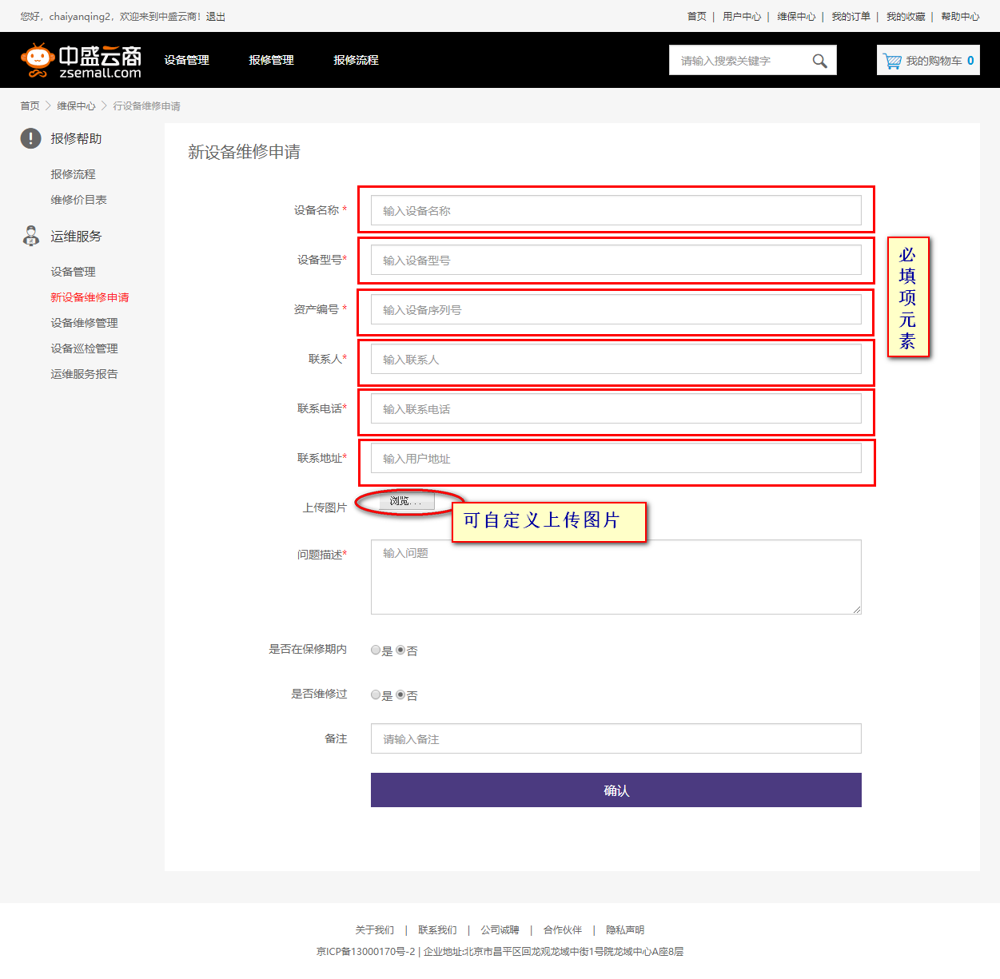 您好，chaiyanqing2，欢迎来到中盛云商！退出
首页 | 用户中心 | 维保中心 | 我的订单 | 我的收藏 | 帮助中心
中盛云商
zsemall.com
设备管理 报修管理 报修流程
请输入搜索关键字
我的购物车 0
首页 > 维保中心 > 行设备维修申请
报修帮助
报修流程
维修价目表
运维服务
设备管理
新设备维修申请
设备维修管理
设备巡检管理
运维服务报告
新设备维修申请
设备名称 * 输入设备名称
设备型号* 输入设备型号
资产编号 * 输入设备序列号
联系人* 输入联系人
联系电话* 输入联系电话
联系地址* 输入用户地址
必
填
项
元
素
上传图片 浏览...
可自定义上传图片
问题描述* 输入问题
是否在保修期内 是 否
是否维修过 是 否
备注 请输入备注
确认
关于我们 | 联系我们 | 公司诚聘 | 合作伙伴 | 隐私声明
京ICP备13000170号-2 | 企业地址:北京市昌平区回龙观龙域中街1号院龙域中心A座8层